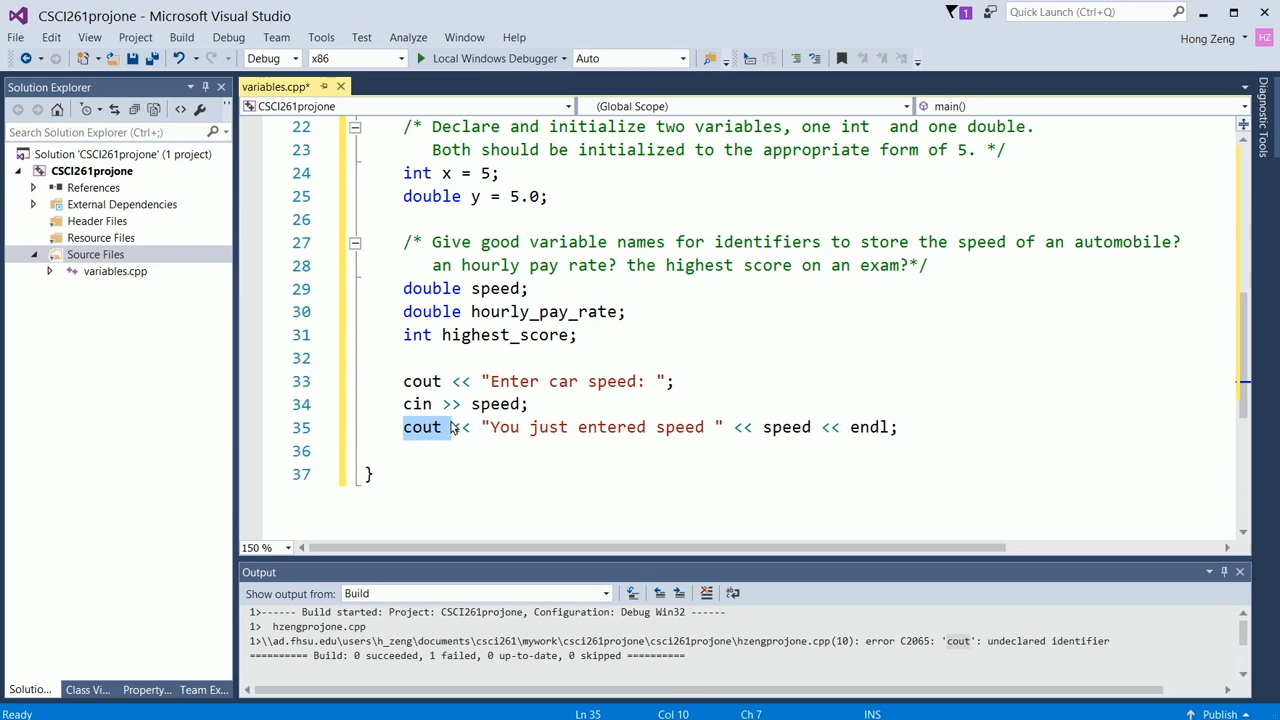 CSCI261projone - Microsoft Visual Studio
1
Quick Launch (Ctrl+Q)
File Edit View Project Build Debug Team Tools Test Analyze Window Help
Hong Zeng HZ
Debug x86 Local Windows Debugger Auto
Solution Explorer
Search Solution Explorer (Ctrl+;)
Solution 'CSCI261projone' (1 project)
CSCI261projone
References
External Dependencies
Header Files
Resource Files
Source Files
variables.cpp
variables.cpp*
CSCI261projone (Global Scope) main()
22 /* Declare and initialize two variables, one int  and one double.
23 Both should be initialized to the appropriate form of 5. */
24 int x = 5;
25 double y = 5.0;
26
27 /* Give good variable names for identifiers to store the speed of an automobile?
28 an hourly pay rate? the highest score on an exam?*/
29 double speed;
30 double hourly_pay_rate;
31 int highest_score;
32
33 cout << "Enter car speed: ";
34 cin >> speed;
35 cout << "You just entered speed " << speed << endl;
36
37 }
150 %
Output
Show output from: Build
1>------ Build started: Project: CSCI261projone, Configuration: Debug Win32 ------
1>  hzengprojone.cpp
1>\\ad.fhsu.edu\users\h_zeng\documents\csci261\mywork\csci261projone\csci261projone\hzengprojone.cpp(10): error C2065: 'cout': undeclared identifier
========== Build: 0 succeeded, 1 failed, 0 up-to-date, 0 skipped ==========
Solutio... Class Vi... Property... Team Ex...
Diagnostic Tools
Ready Ln 35 Col 10 Ch 7 INS Publish